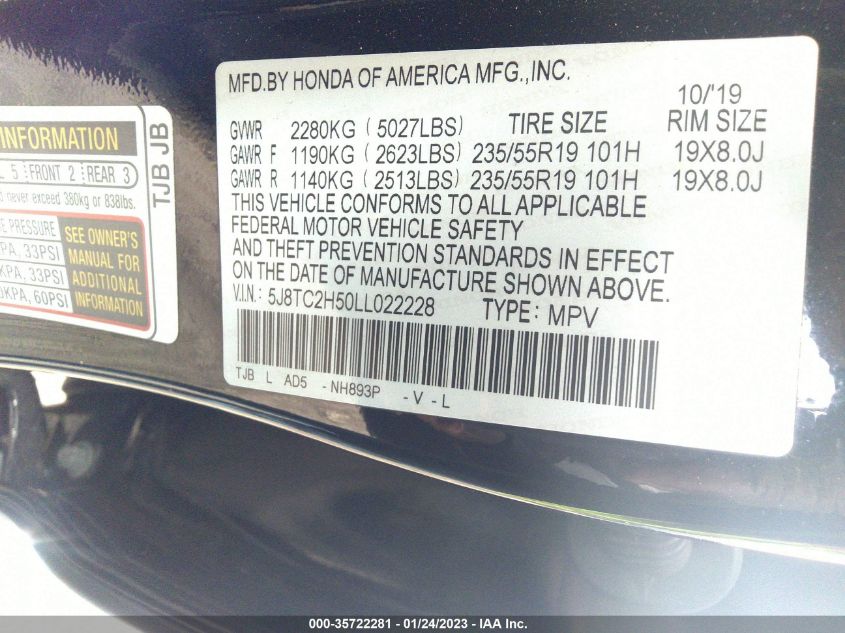 MFD.BY HONDA OF AMERICA MFG.,INC.
10/'19
GVWR 2280KG (5027LBS) TIRE SIZE RIM SIZE
GAWR F 1190KG (2623LBS) 235/55R19 101H 19X8.0J
GAWR R 1140KG (2513LBS) 235/55R19 101H 19X8.0J
THIS VEHICLE CONFORMS TO ALL APPLICABLE
FEDERAL MOTOR VEHICLE SAFETY
AND THEFT PREVENTION STANDARDS IN EFFECT
ON THE DATE OF MANUFACTURE SHOWN ABOVE.
V.I.N.: 5J8TC2H50LL022228 TYPE: MPV
TJB L AD5 -NH893P -V-L
INFORMATION
5 FRONT 2 REAR 3
never exceed 380kg or 838lbs.
PRESSURE
KPA, 33PSI
KPA, 33PSI
KPA, 60PSI
SEE OWNER'S
MANUAL FOR
ADDITIONAL
INFORMATION
TJB JB
000-35722281 - 01/24/2023 - IAA Inc.